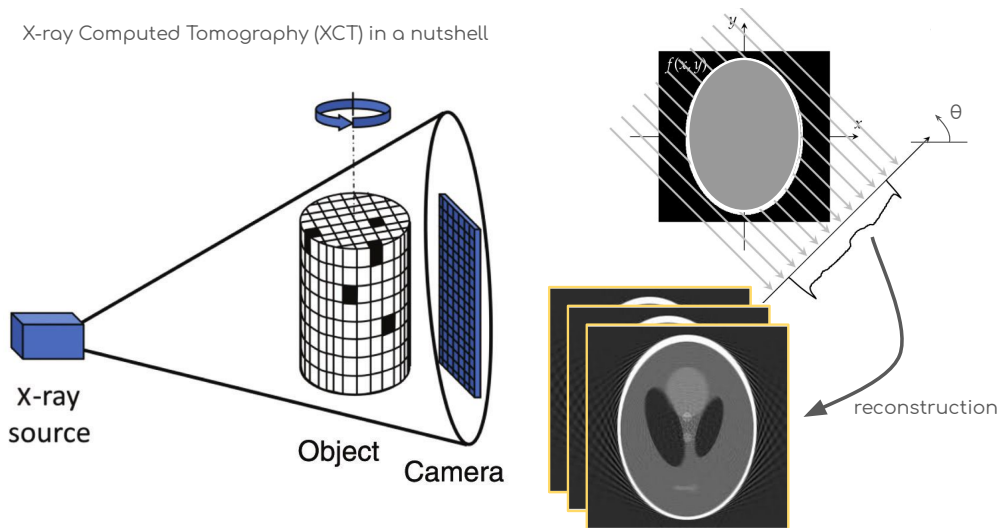 X-ray Computed Tomography (XCT) in a nutshell
X-ray
source
Object
Camera
y
f(x, y)
x
θ
reconstruction